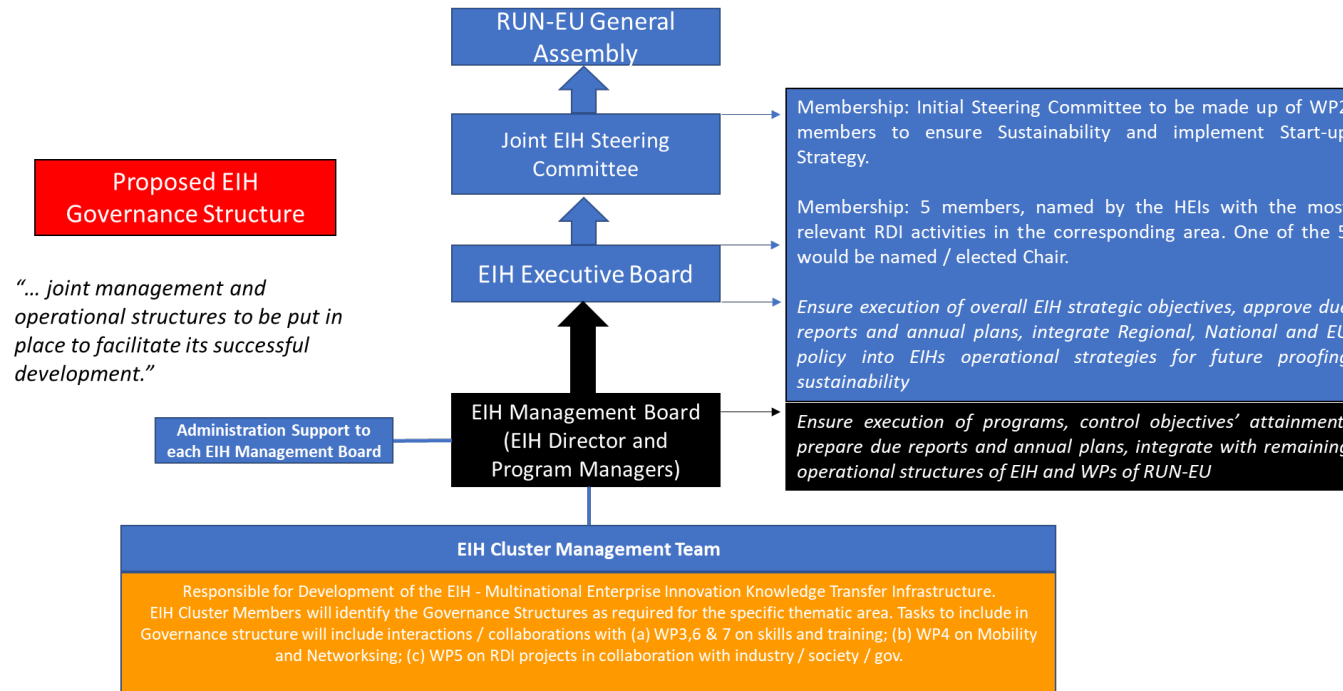 RUN-EU General
Assembly
Joint EIH Steering
Committee
Proposed EIH
Governance Structure
EIH Executive Board
"... joint management and
operational structures to be put in
place to facilitate its successful
development."
Membership: Initial Steering Committee to be made up of WP2
members to ensure Sustainability and implement Start-up
Strategy.
Membership: 5 members, named by the HEIs with the most
relevant RDI activities in the corresponding area. One of the 5
would be named / elected Chair.
Ensure execution of overall EIH strategic objectives, approve due
reports and annual plans, integrate Regional, National and EU
policy into EIHs operational strategies for future proofing
sustainability
EIH Management Board
(EIH Director and
Program Managers)
Administration Support to
each EIH Management Board
Ensure execution of programs, control objectives' attainment
prepare due reports and annual plans, integrate with remaining
operational structures of EIH and WPs of RUN-EU
EIH Cluster Management Team
Responsible for Development of the EIH - Multinational Enterprise Innovation Knowledge Transfer Infrastructure.
EIH Cluster Members will identify the Governance Structures as required for the specific thematic area. Tasks to include in
Governance structure will include interactions / collaborations with (a) WP3,6 & 7 on skills and training; (b) WP4 on Mobility
and Networksing; (c) WP5 on RDI projects in collaboration with industry / society / gov.